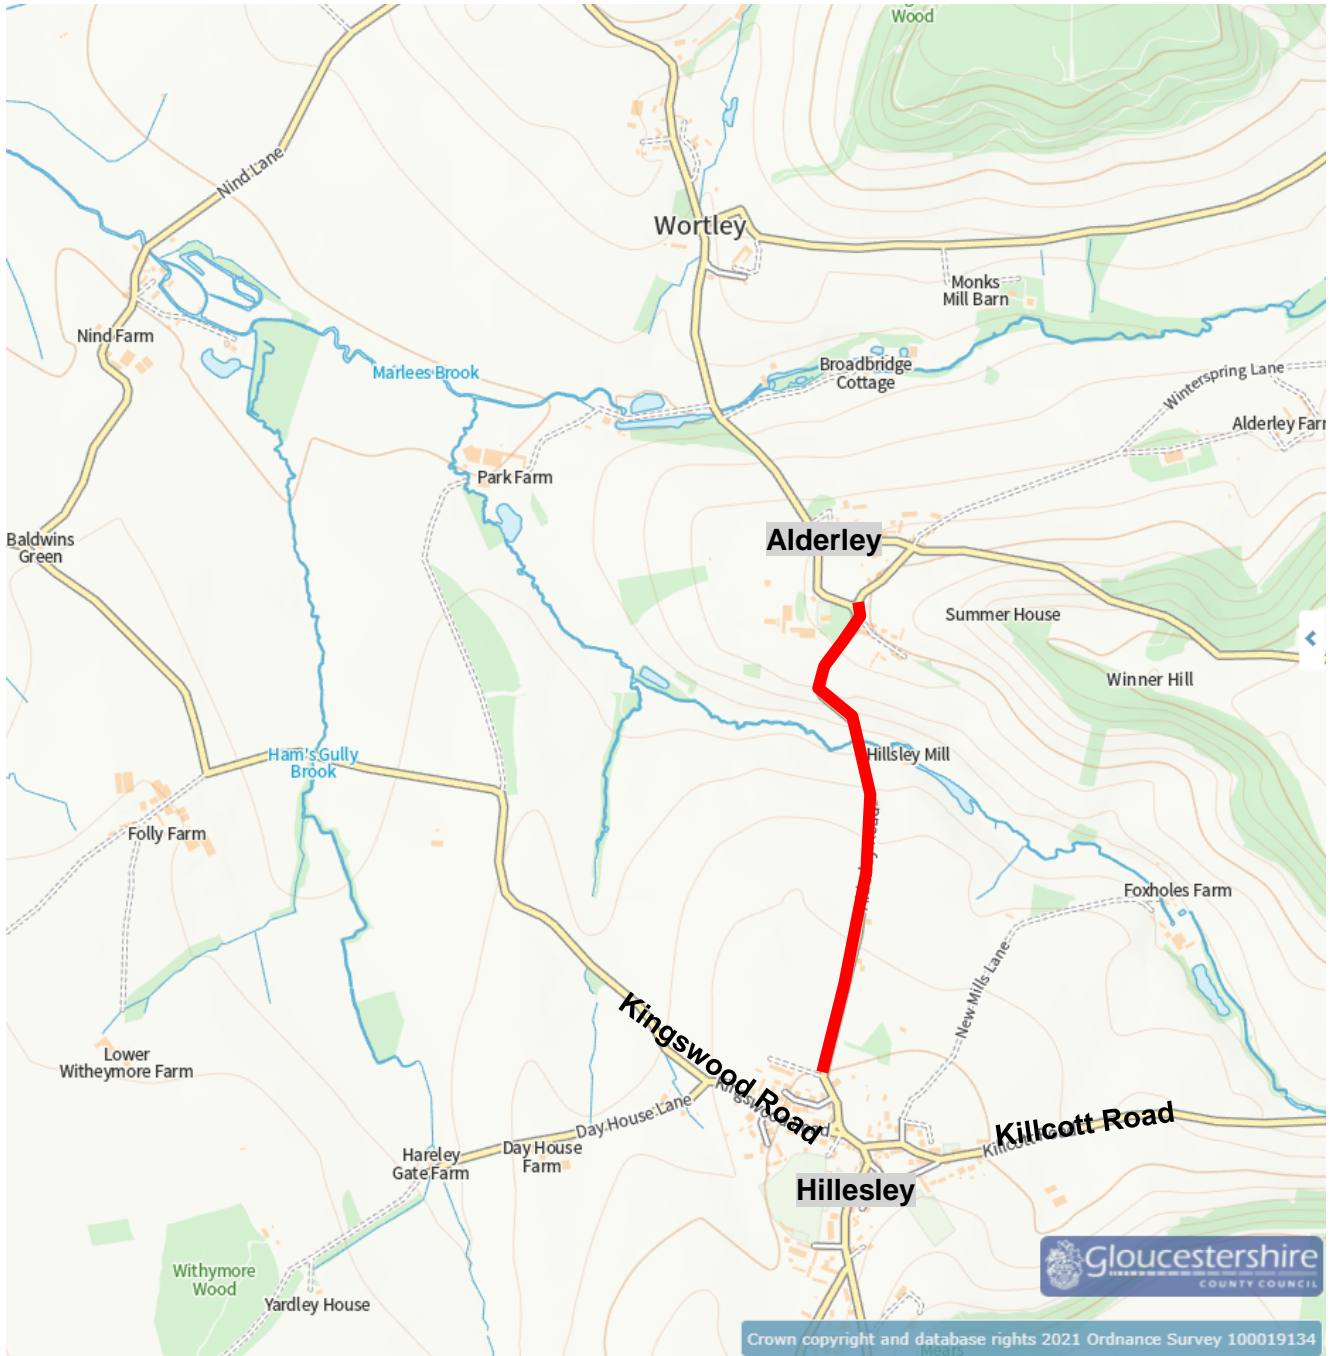 Wood
Nind Lane
Wortley
Monks
Mill Barn
Nind Farm
Marlees Brook
Broadbridge
Cottage
Winterspring Lane
Alderley Farr
Park Farm
Baldwins
Green
Alderley
Summer House
Winner Hill
Ham's Gully
Brook
Hillsley Mill
Folly Farm
Foxholes Farm
New Mills Lane
Kingswood Road
Lower
Witheymore Farm
Day House Lane
Killcott Road
Hareley
Gate Farm
Day House
Farm
Hillesley
Withymore
Wood
Yardley House
Gloucestershire
COUNTY COUNCIL
Crown copyright and database rights 2021 Ordnance Survey 100019134